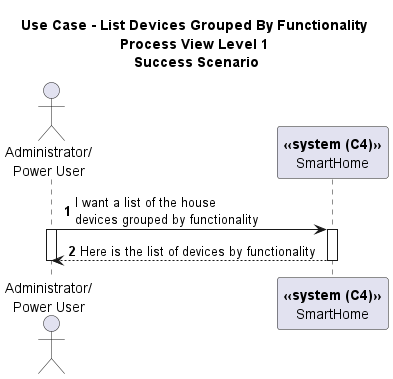 Use Case - List Devices Grouped By Functionality
Process View Level 1
Success Scenario
Administrator/
Power User
«system (C4)»
SmartHome
1 I want a list of the house
devices grouped by functionality
2 Here is the list of devices by functionality
Administrator/
Power User
«system (C4)»
SmartHome